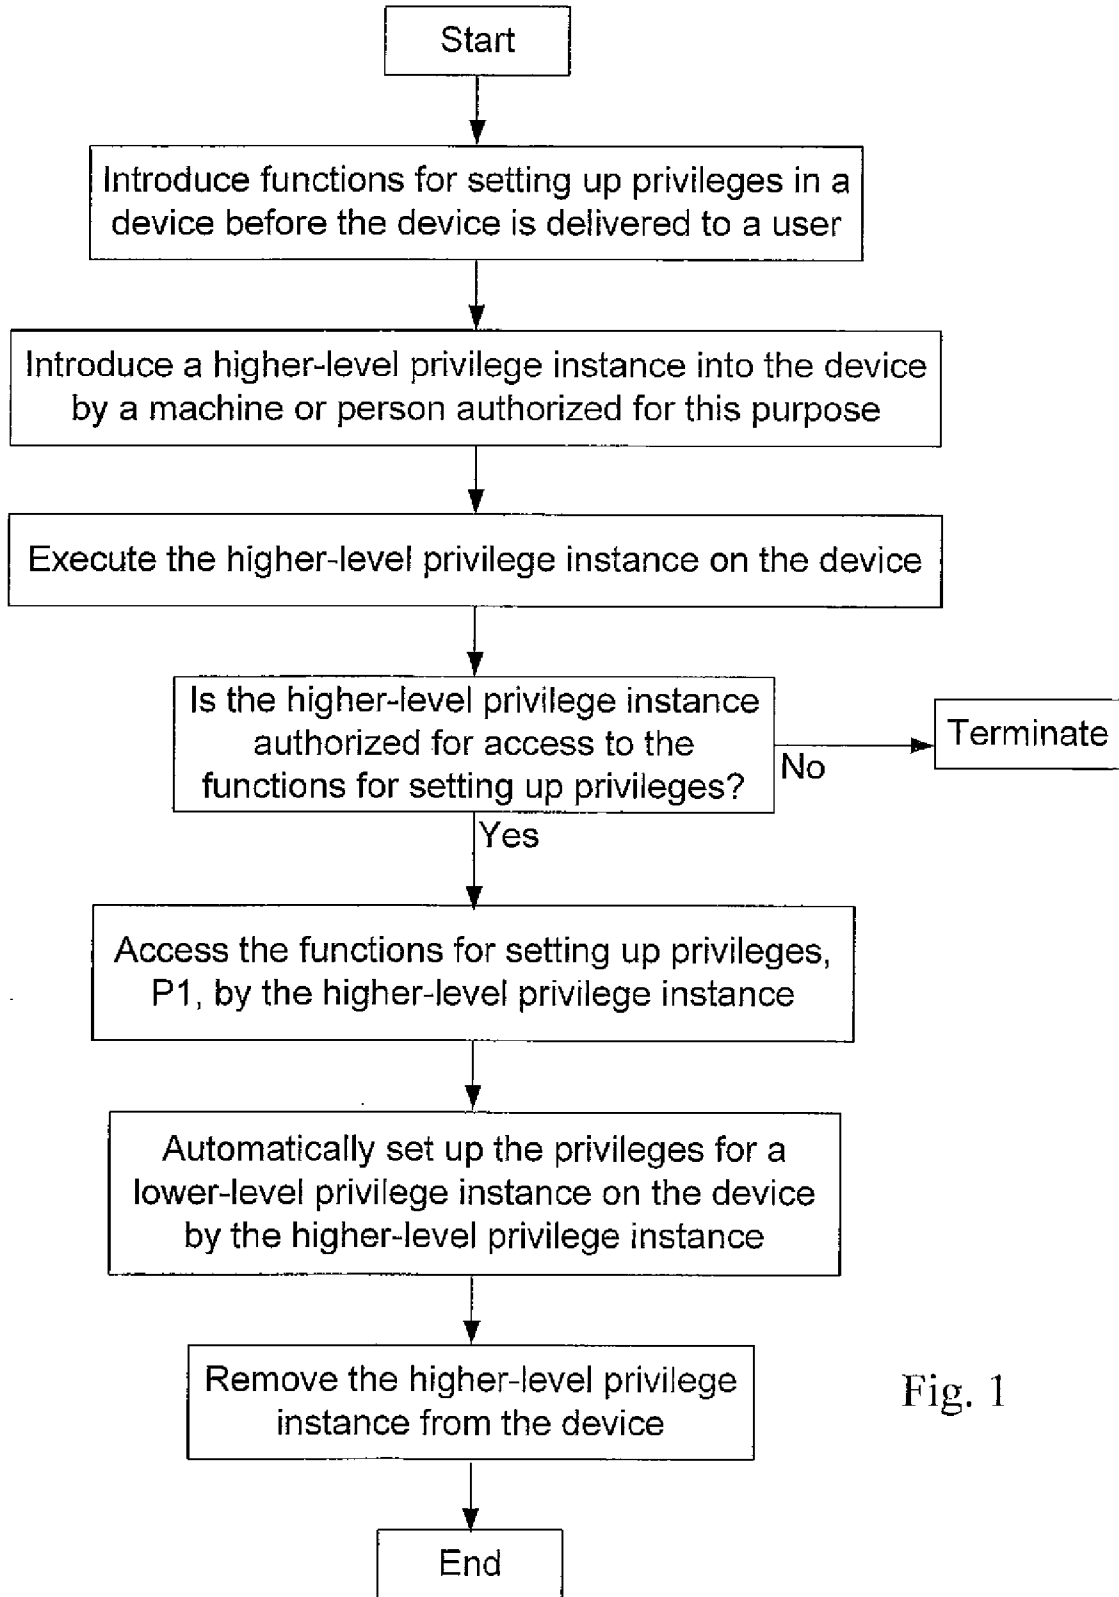 Start
Introduce functions for setting up privileges in a
device before the device is delivered to a user
Introduce a higher-level privilege instance into the device
by a machine or person authorized for this purpose
Execute the higher-level privilege instance on the device
Is the higher-level privilege instance
authorized for access to the
functions for setting up privileges?
No
Terminate
Yes
Access the functions for setting up privileges,
P1, by the higher-level privilege instance
Automatically set up the privileges for a
lower-level privilege instance on the device
by the higher-level privilege instance
Remove the higher-level privilege
instance from the device
Fig. 1
End